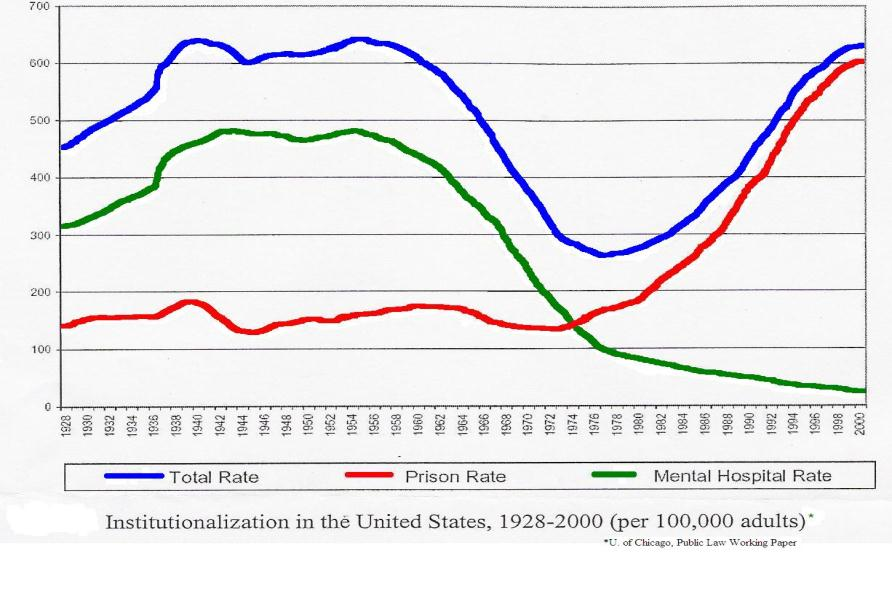 700
600
500
400
300
200
100
0
1928 1930 1932 1934 1936 1938 1940 1942 1944 1946 1948 1950 1952 1954 1956 1958 1960 1962 1964 1966 1968 1970 1972 1974 1976 1978 1980 1982 1984 1986 1988 1990 1992 1994 1996 1998 2000
Total Rate Prison Rate Mental Hospital Rate
Institutionalization in the United States, 1928-2000 (per 100,000 adults)*
*U. of Chicago, Public Law Working Paper